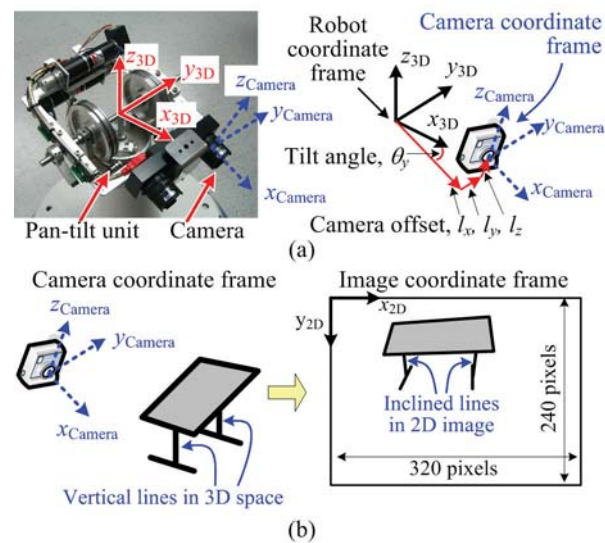 z3D
y3D
zCamera
yCamera
x3D
xCamera
Pan-tilt unit
Camera
Robot
coordinate
frame
Camera coordinate
frame
z3D
y3D
zCamera
yCamera
x3D
Tilt angle, θy
xCamera
Camera offset, lx, ly, lz
(a)
Camera coordinate frame
zCamera
yCamera
xCamera
Vertical lines in 3D space
Image coordinate frame
x2D
y2D
Inclined lines
in 2D image
240 pixels
320 pixels
(b)